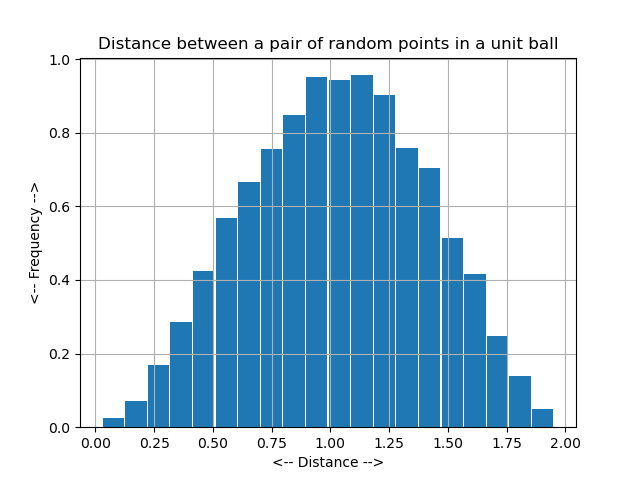 Distance between a pair of random points in a unit ball
1.0
0.8
0.6
0.4
0.2
0.0
<-- Frequency -->
0.00 0.25 0.50 0.75 1.00 1.25 1.50 1.75 2.00
<-- Distance -->